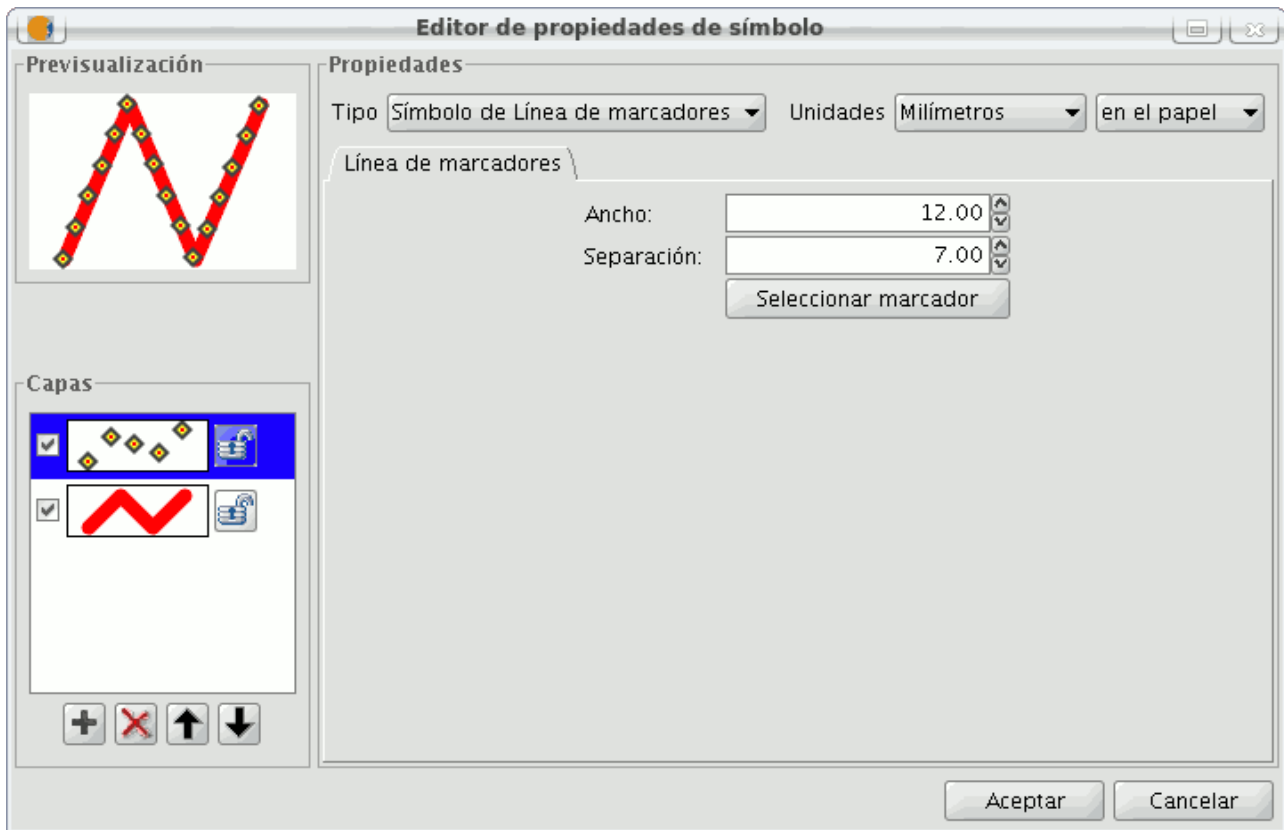 Editor de propiedades de símbolo
Previsualización
Propiedades
Tipo Símbolo de Línea de marcadores Unidades Milímetros en el papel
Línea de marcadores
Ancho: 12.00
Separación: 7.00
Seleccionar marcador
Capas
Aceptar Cancelar